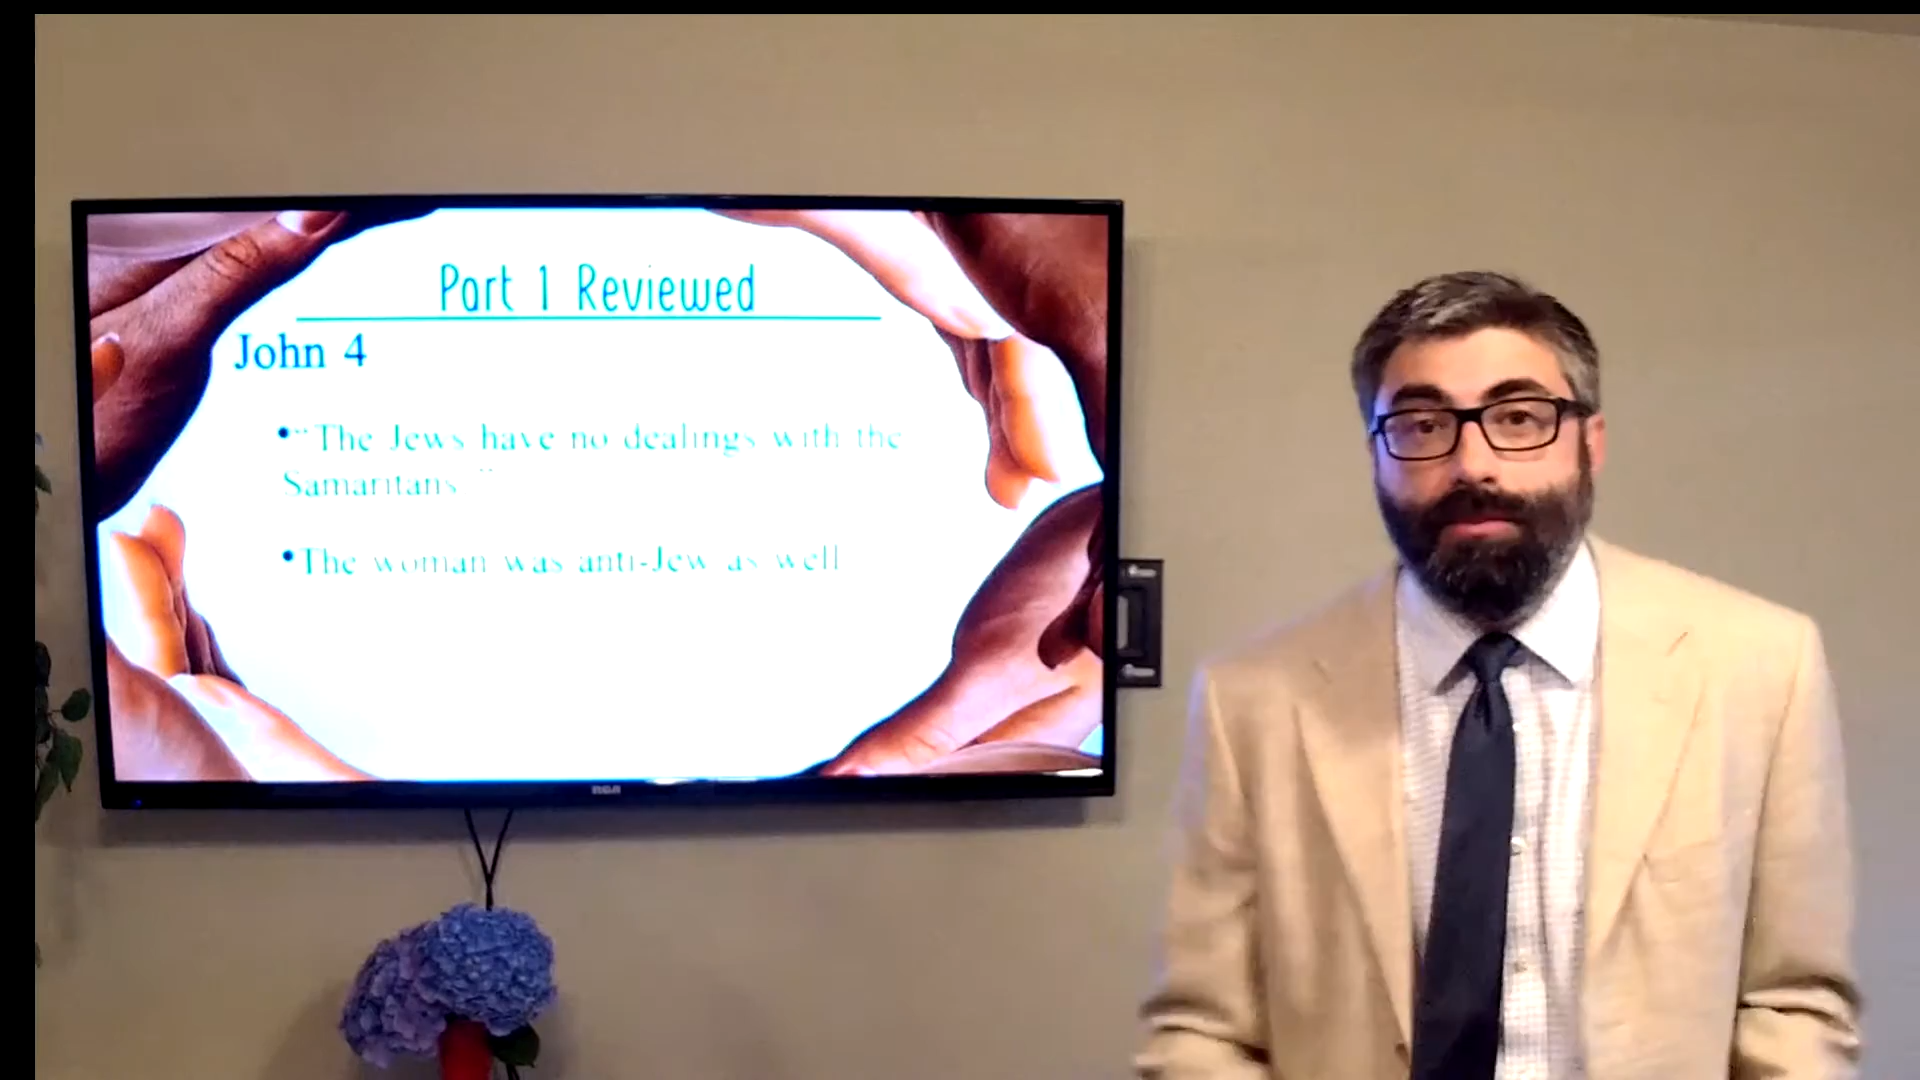 Part 1 Reviewed
John 4
•“The Jews have no dealings with the
Samaritans ”
•The woman was anti-Jew as well
RCA